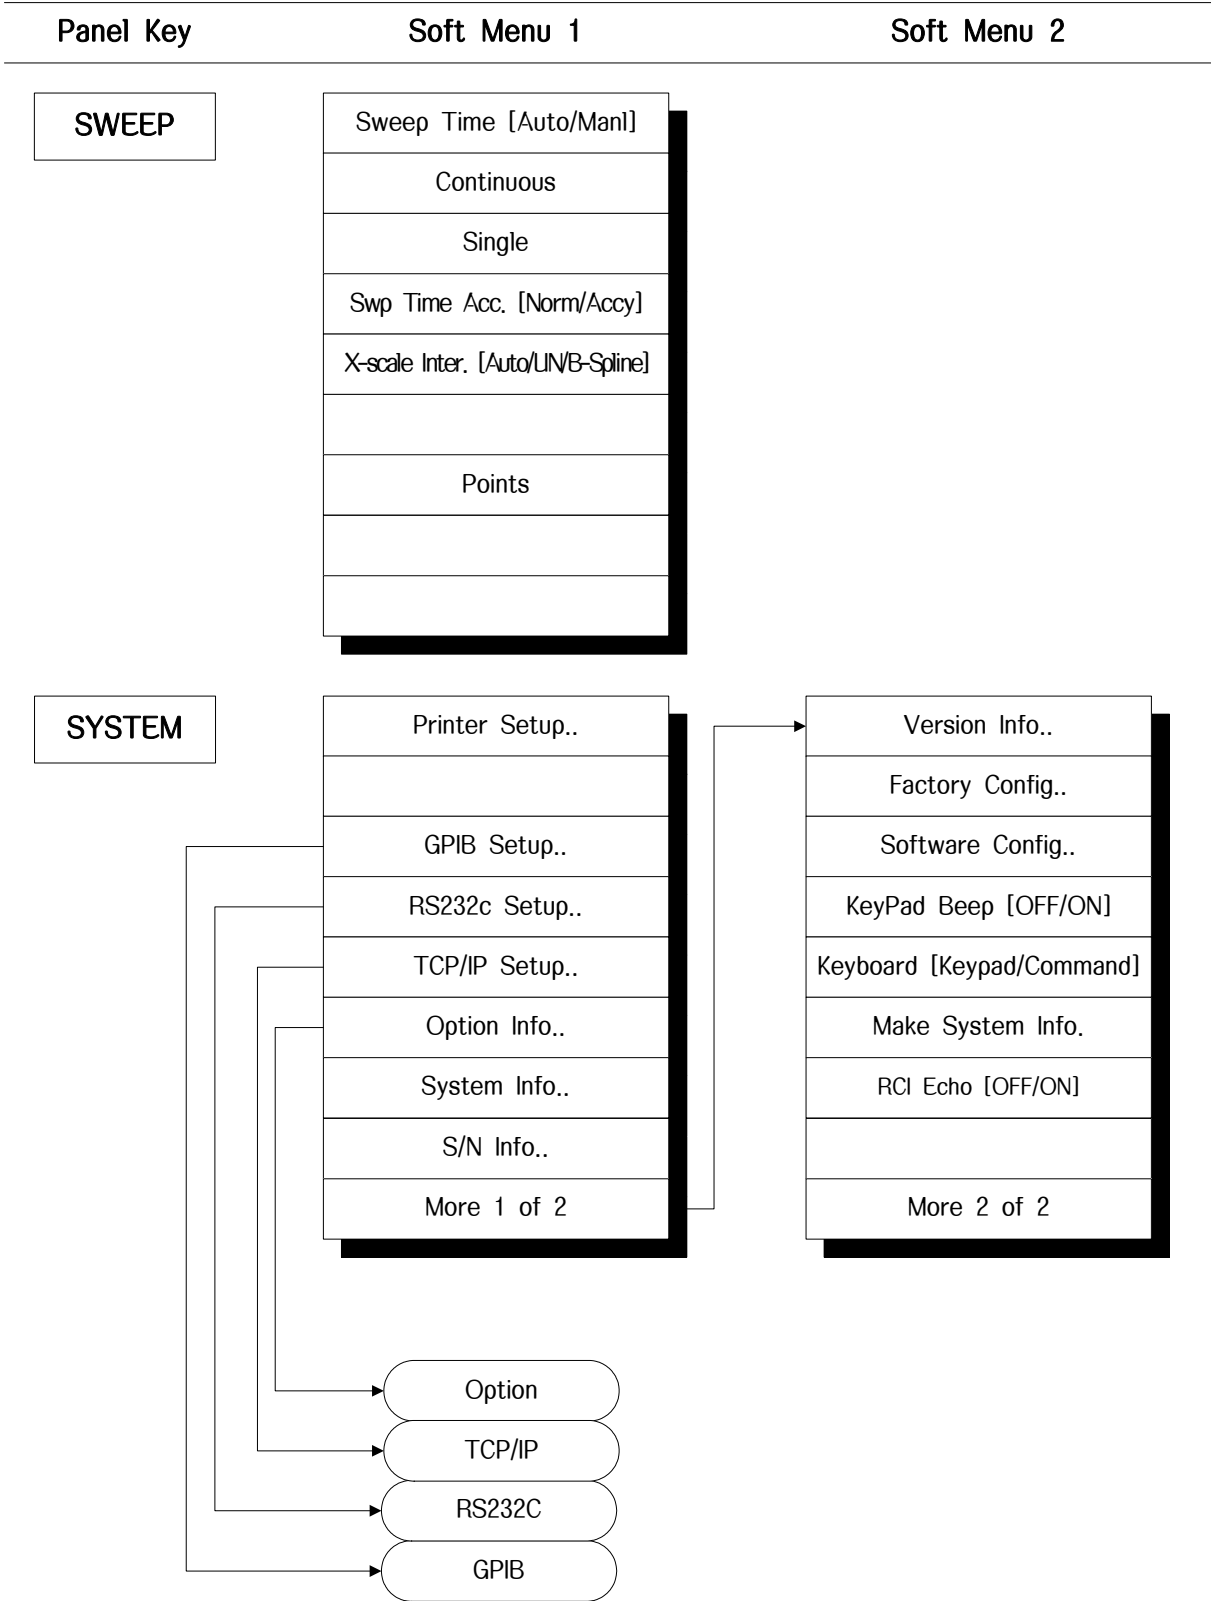 Panel Key Soft Menu 1 Soft Menu 2
SWEEP
Sweep Time [Auto/Manl]
Continuous
Single
Swp Time Acc. [Norm/Accy]
X-scale Inter. [Auto/LIN/B-Spline]
Points
SYSTEM
Printer Setup..
GPIB Setup..
RS232c Setup..
TCP/IP Setup..
Option Info..
System Info..
S/N Info..
More 1 of 2
Version Info..
Factory Config..
Software Config..
KeyPad Beep [OFF/ON]
Keyboard [Keypad/Command]
Make System Info.
RCI Echo [OFF/ON]
More 2 of 2
Option
TCP/IP
RS232C
GPIB